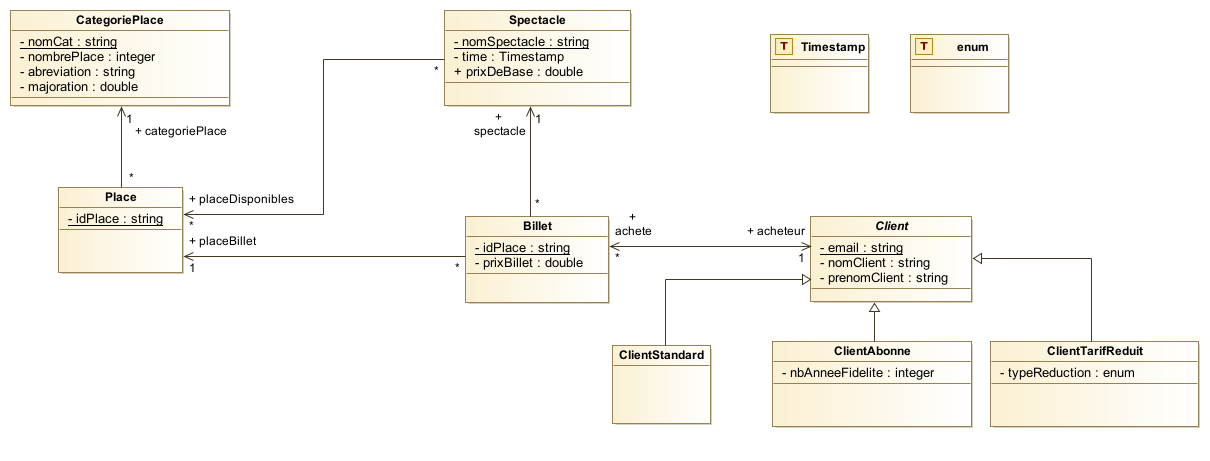 CategoriePlace
- nomCat : string
- nombrePlace : integer
- abreviation : string
- majoration : double
Spectacle
- nomSpectacle : string
- time : Timestamp
+ prixDeBase : double
T Timestamp
T enum
*
1
+ categoriePlace
*
+
spectacle
1
*
Place
- idPlace : string
+ placeDisponibles
*
+ placeBillet
1
*
Billet
- idPlace : string
- prixBillet : double
+
achete
*
+ acheteur
1
Client
- email : string
- nomClient : string
- prenomClient : string
ClientStandard
ClientAbonne
- nbAnneeFidelite : integer
ClientTarifReduit
- typeReduction : enum